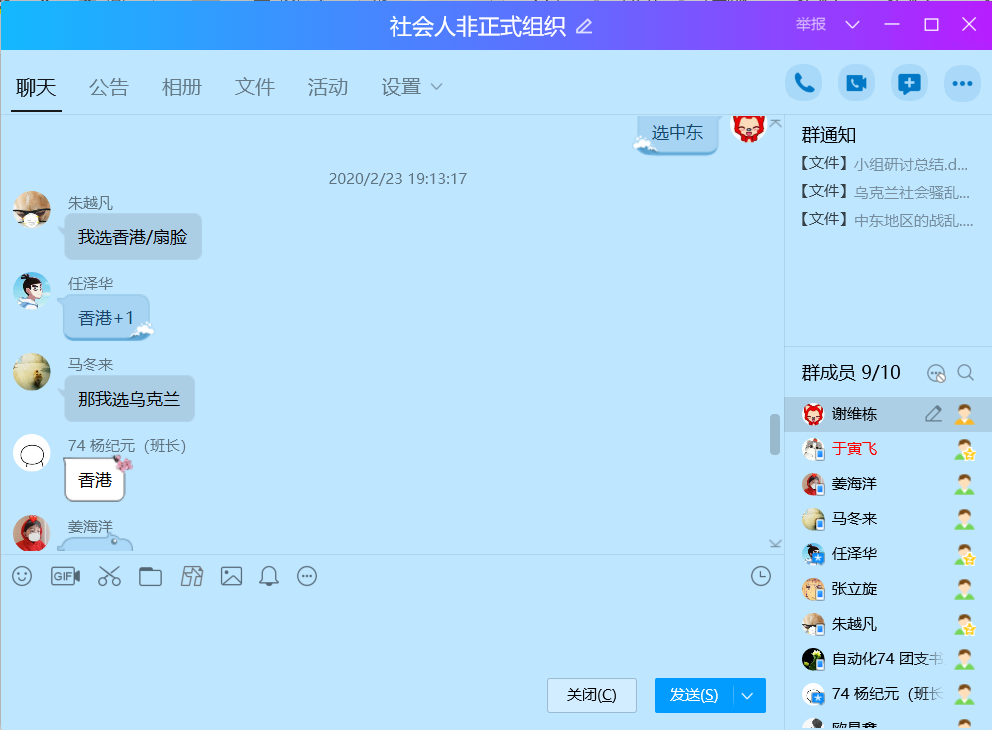 社会人非正式组织
举报
聊天 公告 相册 文件 活动 设置
选中东
2020/2/23 19:13:17
朱越凡
我选香港/扇脸
任泽华
香港+1
马冬来
那我选乌克兰
74 杨纪元（班长）
香港
姜海洋
GIF
关闭(C) 发送(S)
群通知
【文件】小组研讨总结.d...
【文件】乌克兰社会骚乱...
【文件】中东地区的战乱....
群成员 9/10
谢维栋
于寅飞
姜海洋
马冬来
任泽华
张立旋
朱越凡
自动化74 团支书
74 杨纪元（班长